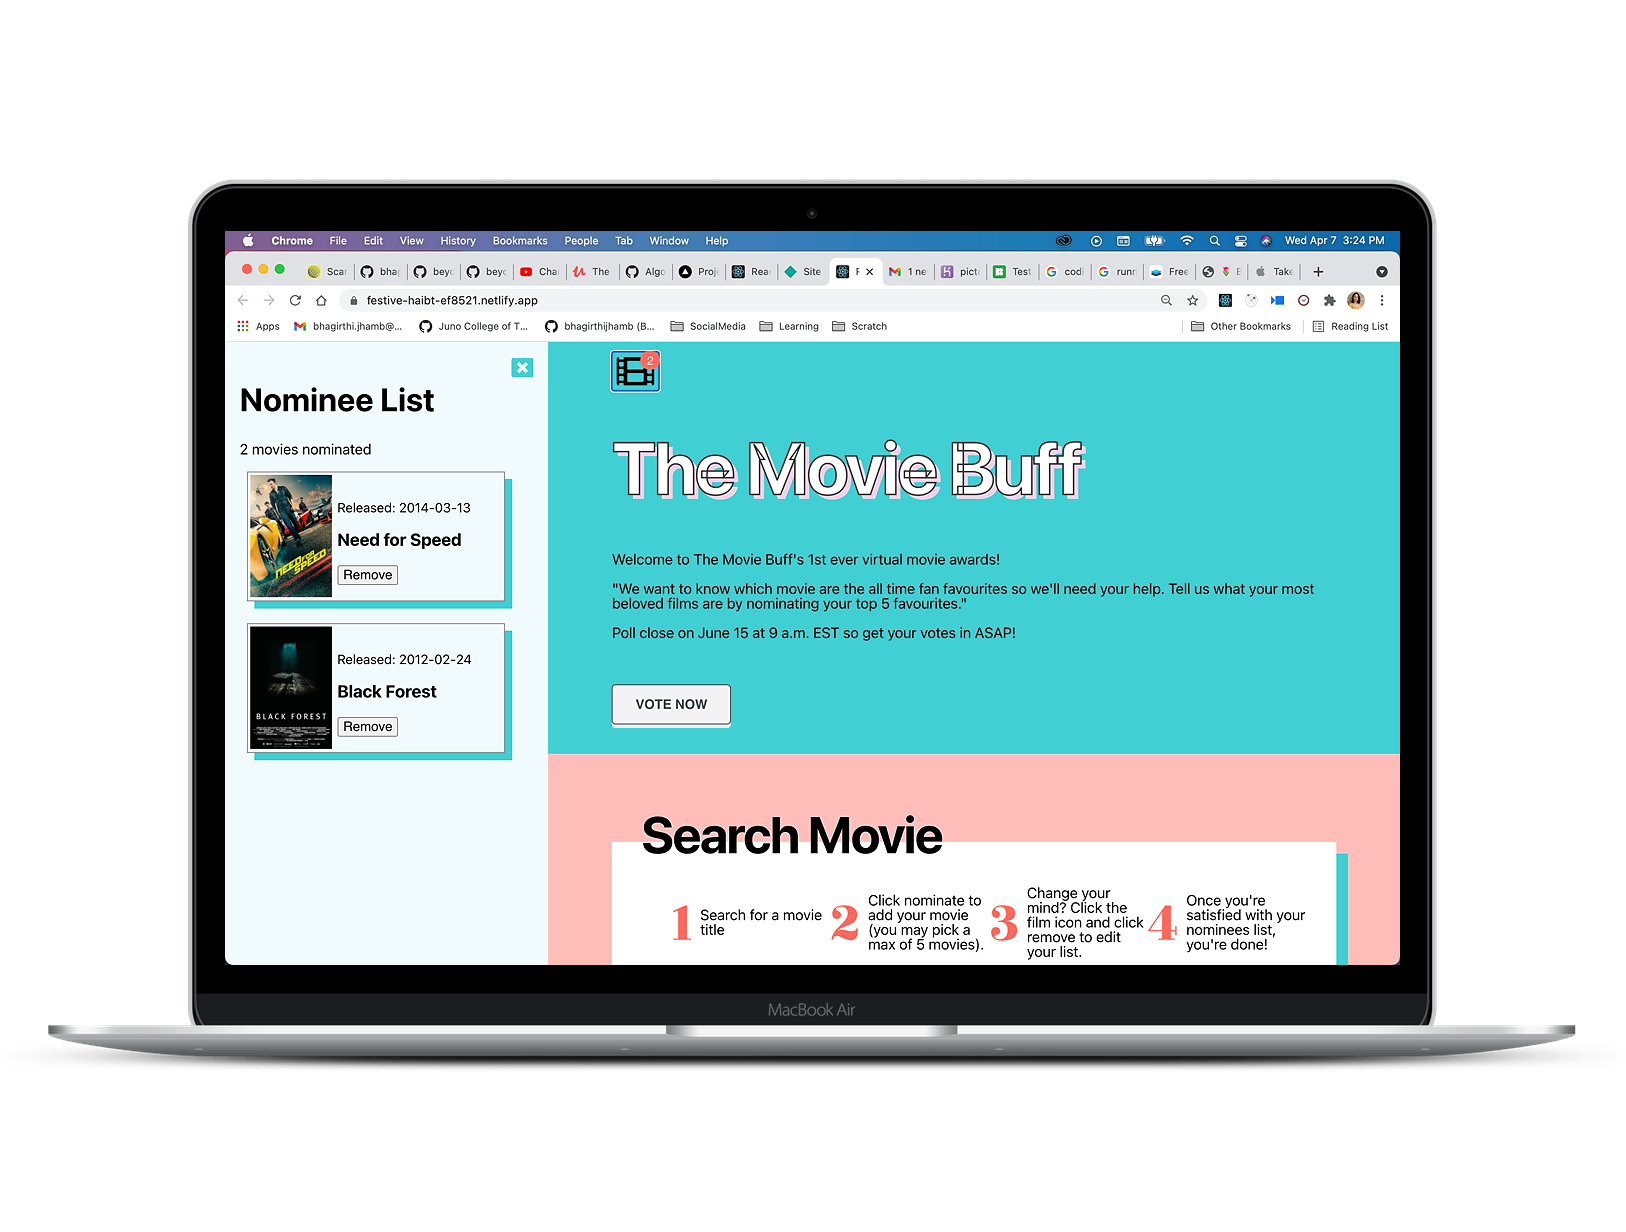 Chrome File Edit View History Bookmarks People Tab Window Help
Wed Apr 7 3:24 PM
Scar bhag beyc beyc Cha The Algo Proje Rea Site 1 ne pict Test codi runn Free E Take
festive-haibt-ef8521.netlify.app
Apps bhagirthi.jhamb@... Juno College of T... bhagirthijhamb (B... SocialMedia Learning Scratch Other Bookmarks Reading List
Nominee List
2 movies nominated
Released: 2014-03-13
Need for Speed
Remove
NEED FOR
SPEED
Released: 2012-02-24
Black Forest
Remove
BLACK FOREST
2
The Movie Buff
Welcome to The Movie Buff's 1st ever virtual movie awards!
"We want to know which movie are the all time fan favourites so we'll need your help. Tell us what your most
beloved films are by nominating your top 5 favourites."
Poll close on June 15 at 9 a.m. EST so get your votes in ASAP!
VOTE NOW
Search Movie
1 Search for a movie
title
2 Click nominate to
add your movie
(you may pick a
max of 5 movies).
3 Change your
mind? Click the
film icon and click
remove to edit
your list.
4 Once you're
satisfied with your
nominees list,
you're done!
MacBook Air